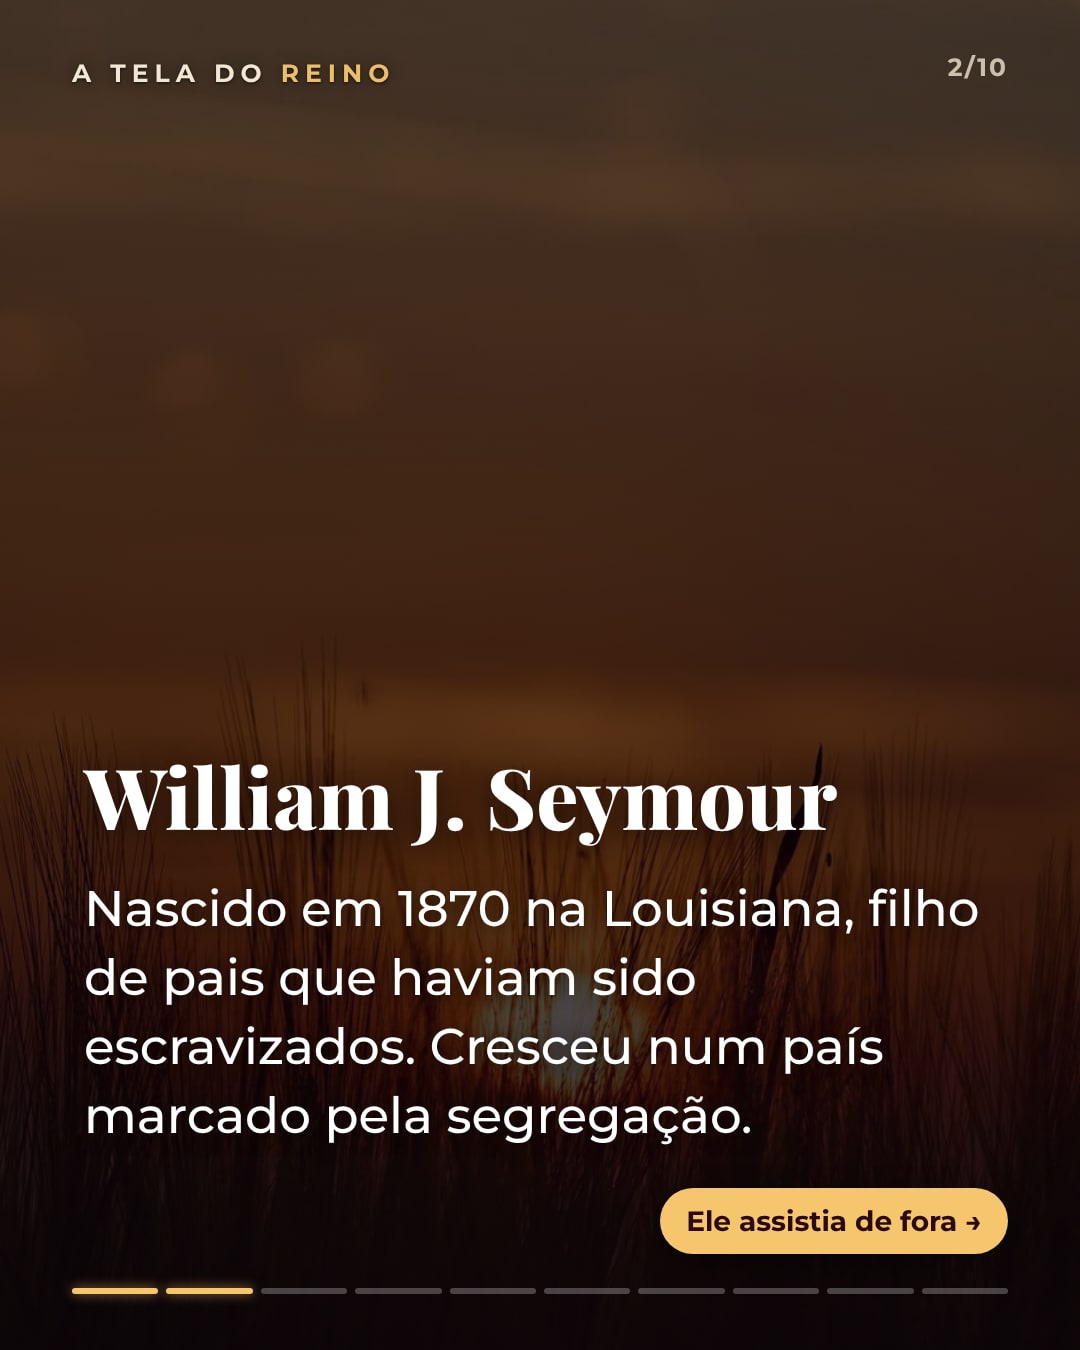 A TELA DO REINO
2/10
William J. Seymour
Nascido em 1870 na Louisiana, filho
de pais que haviam sido
escravizados. Cresceu num país
marcado pela segregação.
Ele assistia de fora →